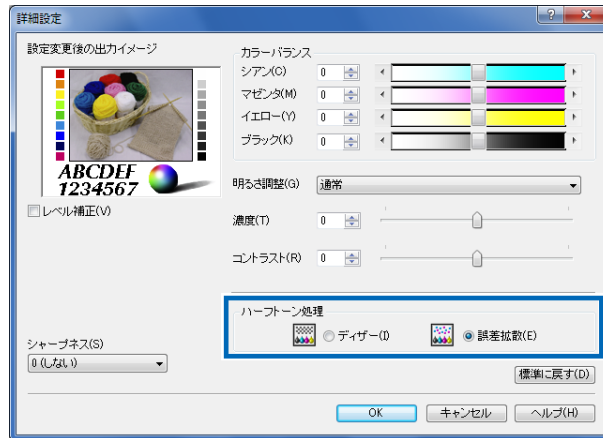 詳細設定
設定変更後の出力イメージ
ABCDEF
1234567
レベル補正(V)
シャープネス(S)
0 (しない)
カラーバランス
シアン(C) 0
マゼンタ(M) 0
イエロー(Y) 0
ブラック(K) 0
明るさ調整(G) 通常
濃度(T) 0
コントラスト(R) 0
ハーフトーン処理
ディザー(I) 誤差拡散(E)
標準に戻す(D)
OK キャンセル ヘルプ(H)